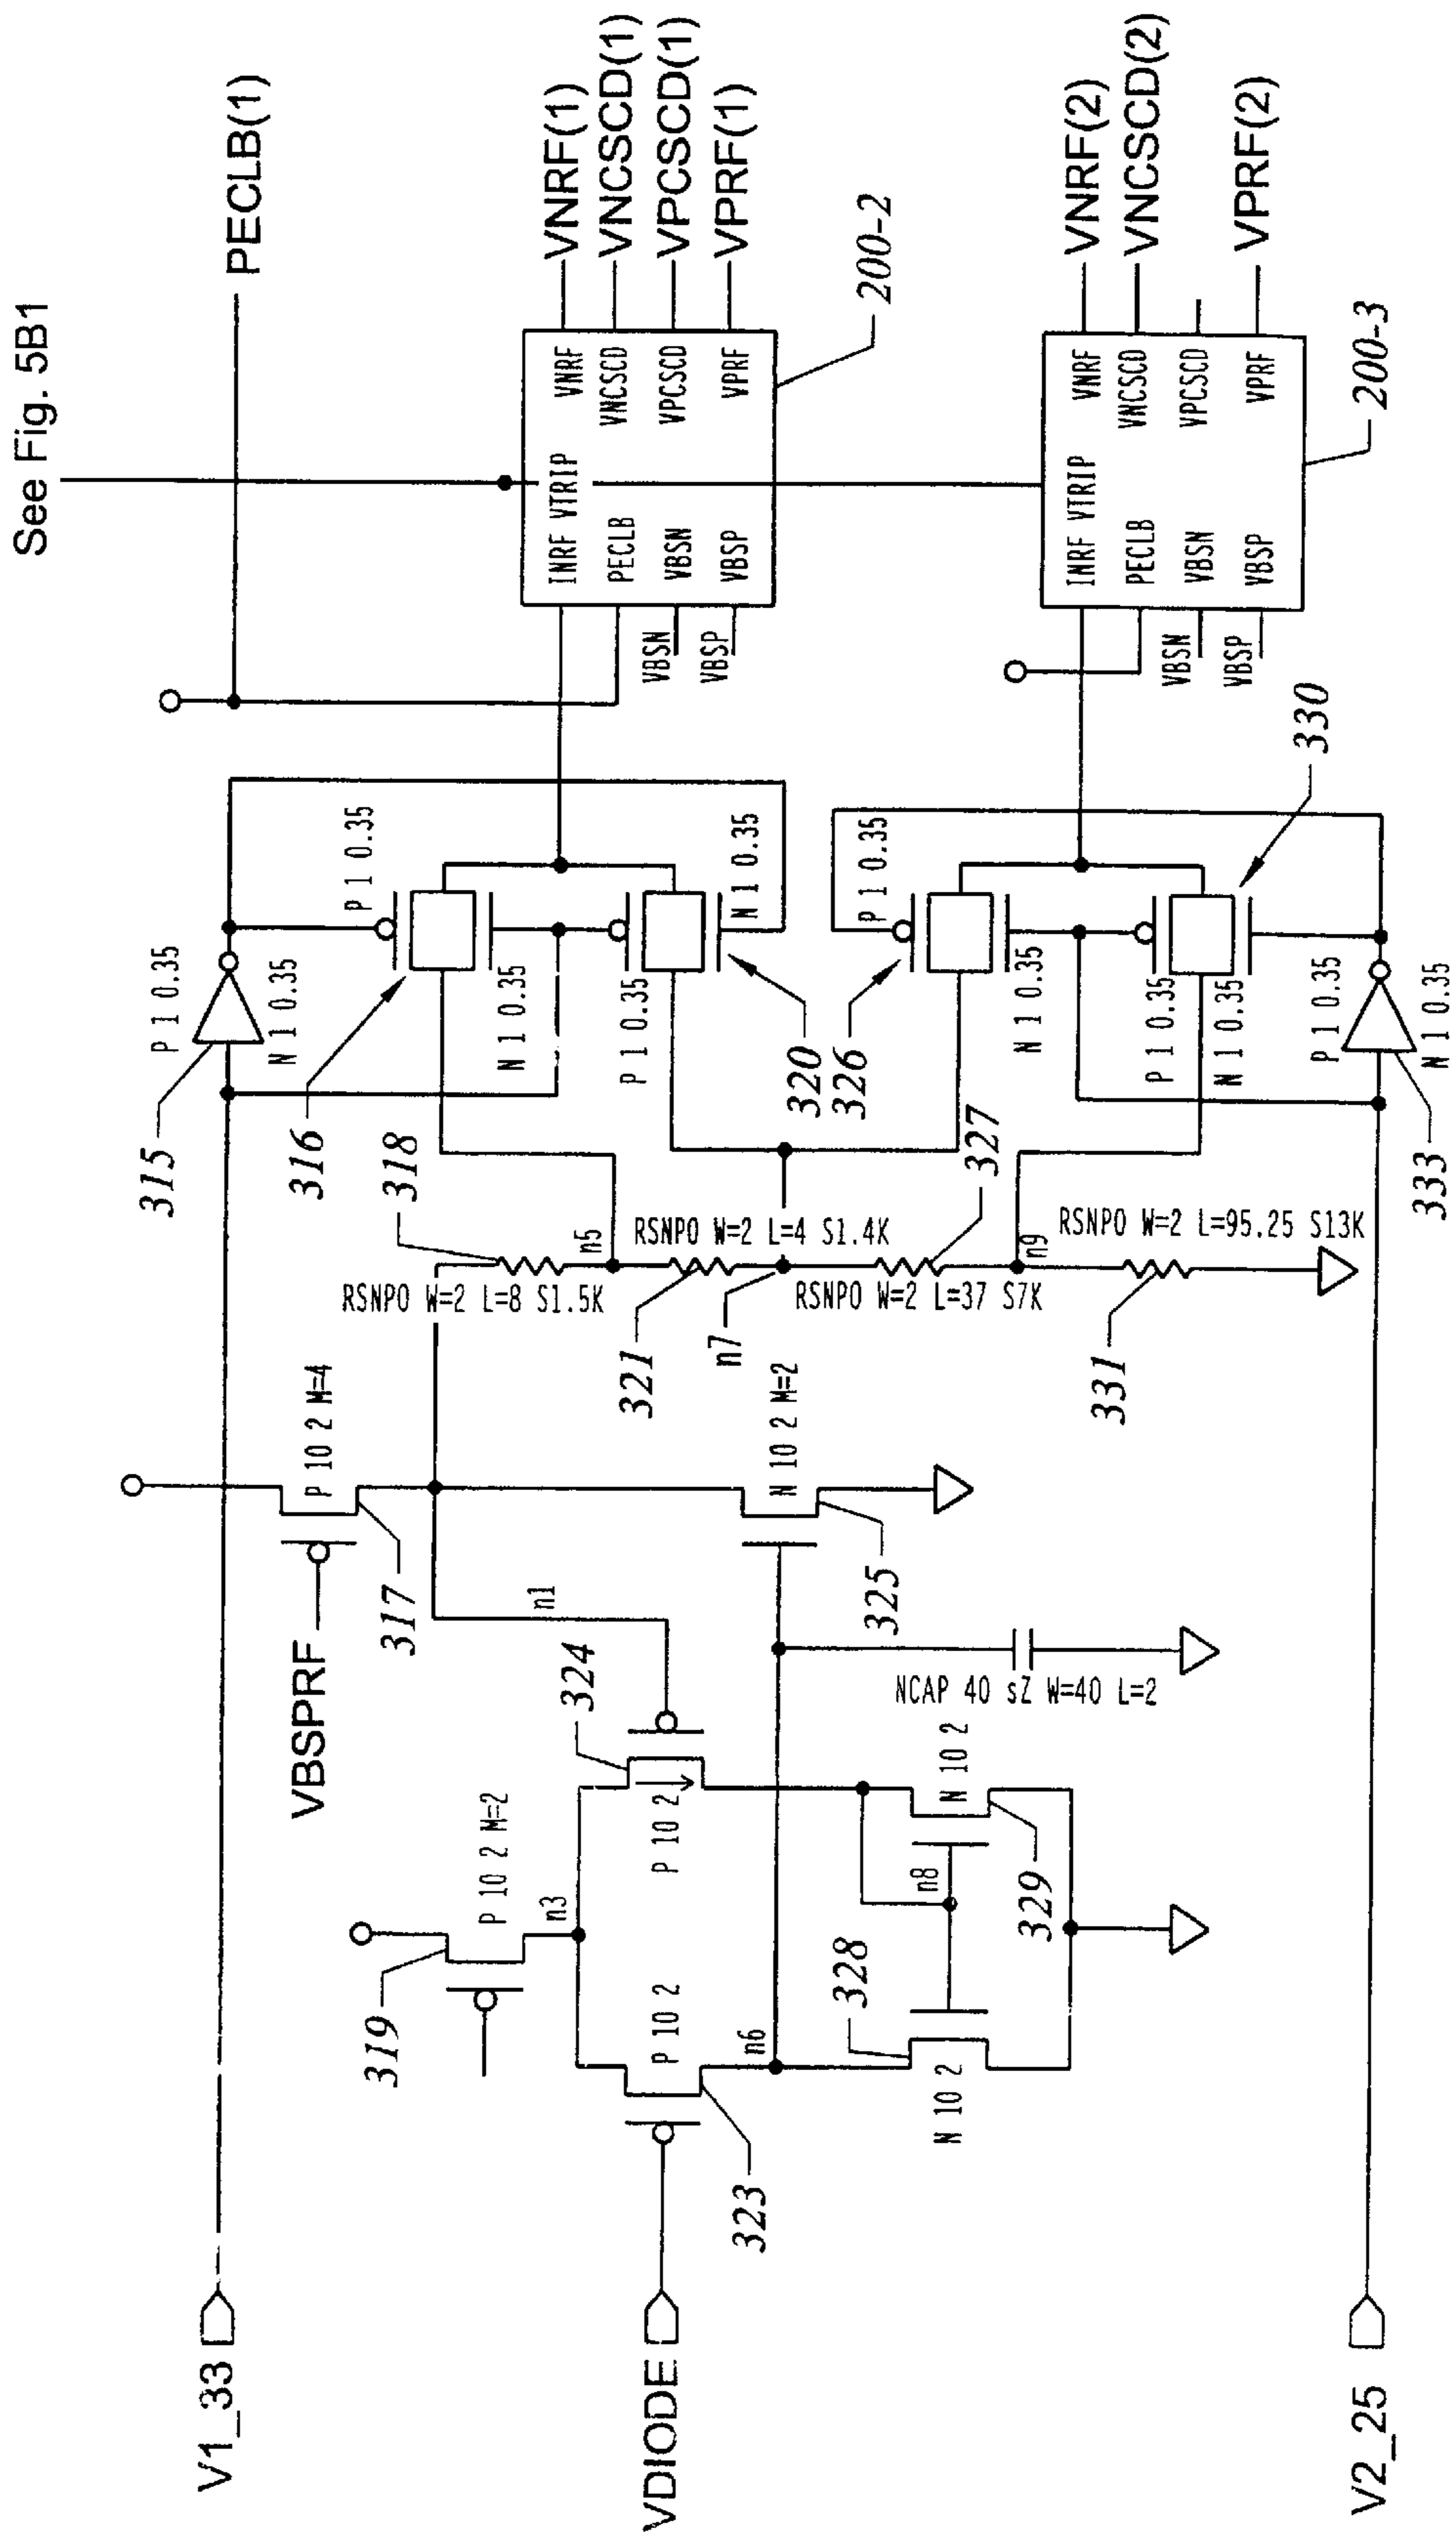 See Fig. 5B1
PECLB(1)
VNRF(1)
VNCSCD(1)
VPCSCD(1)
VPRF(1)
200-2
INRF VTRIP VNRF
PECLB VNCSCD
VBSN VPCSCD
VBSP VPRF
VBSN
VBSP
VNRF(2)
VNCSCD(2)
VPRF(2)
200-3
INRF VTRIP VNRF
PECLB VNCSCD
VBSN VPCSCD
VBSP VPRF
VBSN
VBSP
V1_33
315
P 1 0.35
N 1 0.35
316
P 1 0.35
N 1 0.35
320
P 1 0.35
N 1 0.35
326
P 1 0.35
N 1 0.35
330
P 1 0.35
N 1 0.35
333
P 1 0.35
N 1 0.35
318
RSNPO W=2 L=8 S1.5K
n5
RSNPO W=2 L=4 S1.4K
321
n7
327
RSNPO W=2 L=37 S7K
n9
RSNPO W=2 L=95.25 S13K
331
VBSPRF
P 10 2 M=4
317
n1
N 10 2 M=2
325
NCAP 40 sZ W=40 L=2
319
P 10 2 M=2
n3
324
P 10 2
VDIODE
P 10 2
323
n6
328
N 10 2
n8
N 10 2
329
V2_25